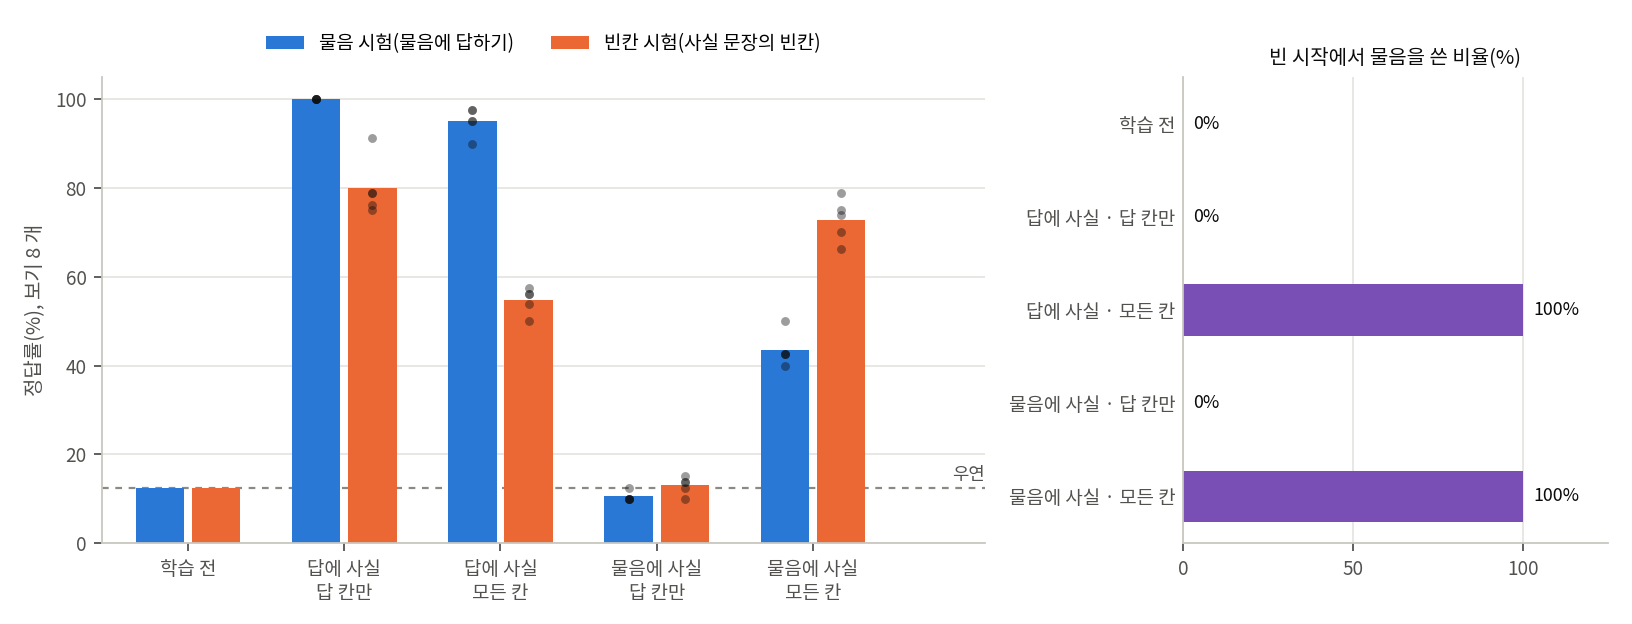 물음 시험(물음에 답하기)
빈칸 시험(사실 문장의 빈칸)
정답률(%), 보기 8 개
100
80
60
40
20
0
우연
학습 전
답에 사실
답 칸만
답에 사실
모든 칸
물음에 사실
답 칸만
물음에 사실
모든 칸
빈 시작에서 물음을 쓴 비율(%)
학습 전
0%
답에 사실 · 답 칸만
0%
답에 사실 · 모든 칸
100%
물음에 사실 · 답 칸만
0%
물음에 사실 · 모든 칸
100%
0
50
100